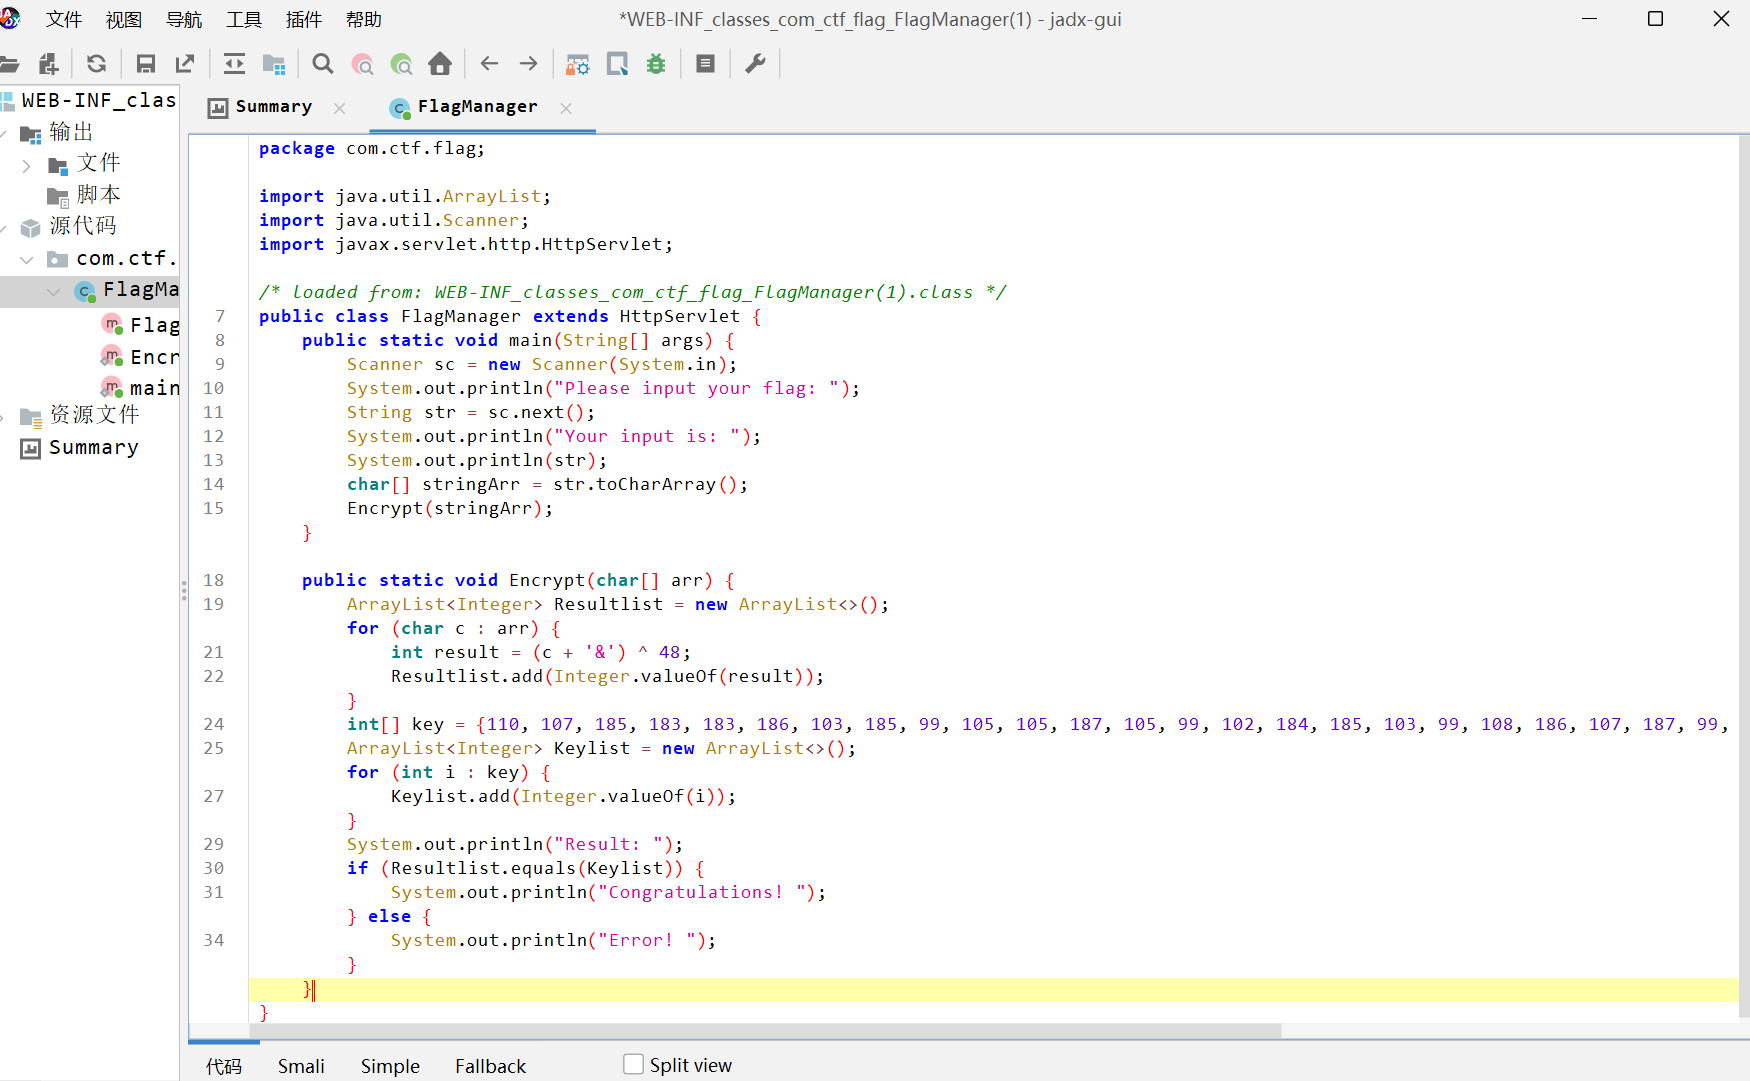 文件 视图 导航 工具 插件 帮助
*WEB-INF_classes_com_ctf_flag_FlagManager(1) - jadx-gui
WEB-INF_clas
输出
文件
脚本
源代码
com.ctf.
FlagMa
Flag
Encr
main
资源文件
Summary
Summary FlagManager
package com.ctf.flag;
import java.util.ArrayList;
import java.util.Scanner;
import javax.servlet.http.HttpServlet;
/* loaded from: WEB-INF_classes_com_ctf_flag_FlagManager(1).class */
7 public class FlagManager extends HttpServlet {
8     public static void main(String[] args) {
9         Scanner sc = new Scanner(System.in);
10         System.out.println("Please input your flag: ");
11         String str = sc.next();
12         System.out.println("Your input is: ");
13         System.out.println(str);
14         char[] stringArr = str.toCharArray();
15         Encrypt(stringArr);
    }
18     public static void Encrypt(char[] arr) {
19         ArrayList<Integer> Resultlist = new ArrayList<>();
        for (char c : arr) {
21             int result = (c + '&') ^ 48;
22             Resultlist.add(Integer.valueOf(result));
        }
24         int[] key = {110, 107, 185, 183, 183, 186, 103, 185, 99, 105, 105, 187, 105, 99, 102, 184, 185, 103, 99, 108, 186, 107, 187, 99,
25         ArrayList<Integer> Keylist = new ArrayList<>();
        for (int i : key) {
27             Keylist.add(Integer.valueOf(i));
        }
29         System.out.println("Result: ");
30         if (Resultlist.equals(Keylist)) {
31             System.out.println("Congratulations! ");
        } else {
34             System.out.println("Error! ");
        }
    }
}
代码 Smali Simple Fallback Split view